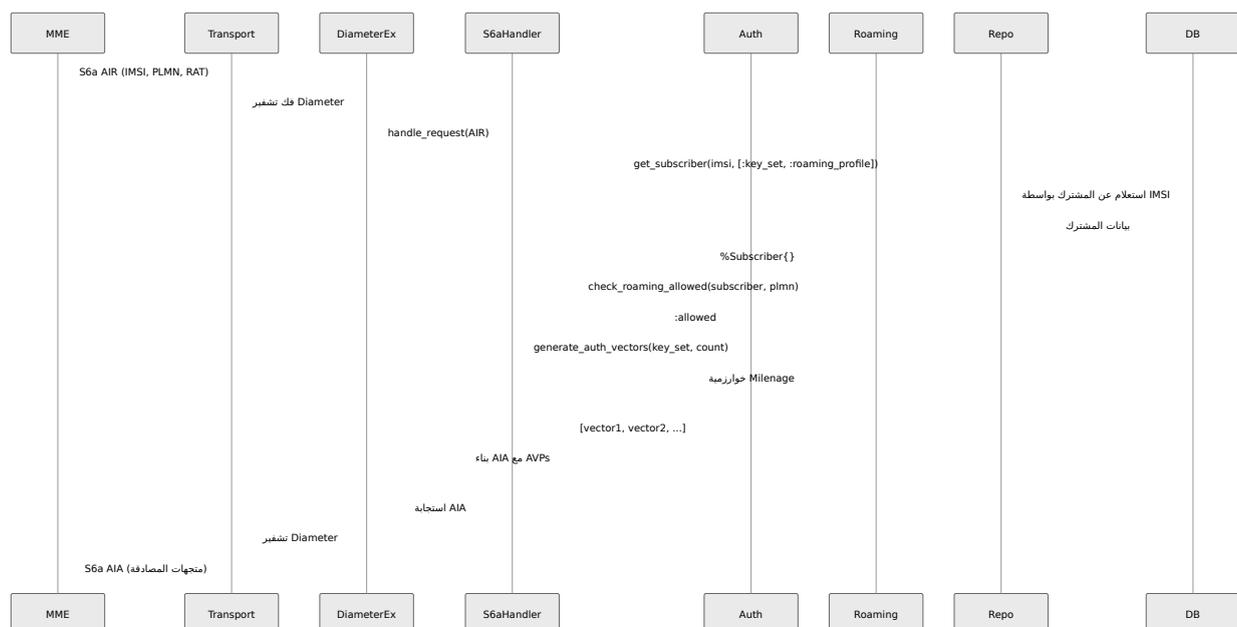 MME Transport DiameterEx S6aHandler Auth Roaming Repo DB
S6a AIR (IMSI, PLMN, RAT)
فك تشفير Diameter
handle_request(AIR)
get_subscriber(imsi, [:key_set, :roaming_profile])
استعلام عن المشترك بواسطة IMSI
بيانات المشترك
%Subscriber{}
check_roaming_allowed(subscriber, plmn)
:allowed
generate_auth_vectors(key_set, count)
خوارزمية Milenage
[vector1, vector2, ...]
بناء AIA مع AVPs
استجابة AIA
تشفير Diameter
S6a AIA (متجهات المصادقة)
MME Transport DiameterEx S6aHandler Auth Roaming Repo DB